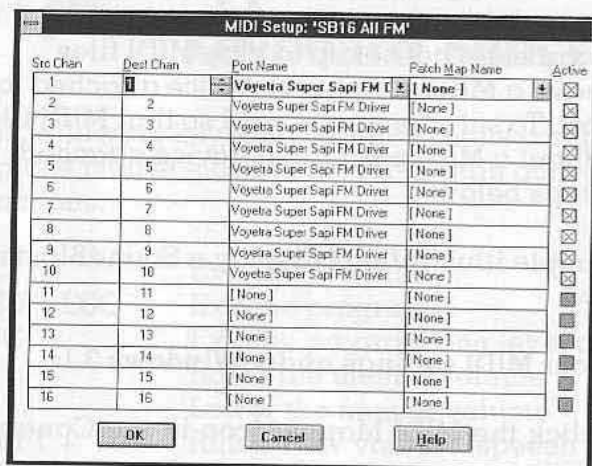 MIDI Setup: 'SB16 All FM'
Src Chan Dest Chan Port Name Patch Map Name Active
1 1 Voyetra Super Sapi FM D [ None ]
2 2 Voyetra Super Sapi FM Driver [ None ]
3 3 Voyetra Super Sapi FM Driver [ None ]
4 4 Voyetra Super Sapi FM Driver [ None ]
5 5 Voyetra Super Sapi FM Driver [ None ]
6 6 Voyetra Super Sapi FM Driver [ None ]
7 7 Voyetra Super Sapi FM Driver [ None ]
8 8 Voyetra Super Sapi FM Driver [ None ]
9 9 Voyetra Super Sapi FM Driver [ None ]
10 10 Voyetra Super Sapi FM Driver [ None ]
11 11 [ None ] [ None ]
12 12 [ None ] [ None ]
13 13 [ None ] [ None ]
14 14 [ None ] [ None ]
15 15 [ None ] [ None ]
16 16 [ None ] [ None ]
OK Cancel Help